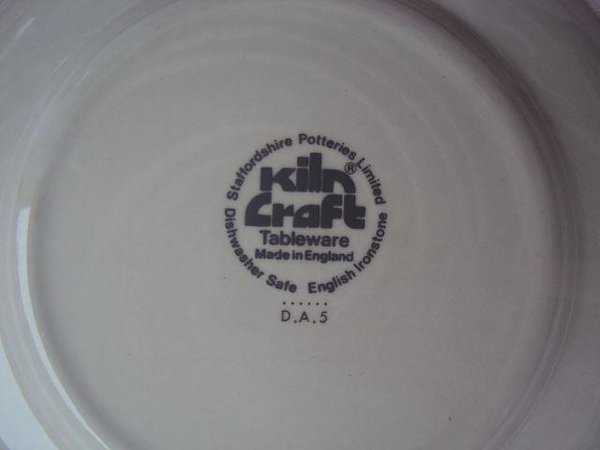 Staffordshire Potteries Limited
Kiln®
Craft
Tableware
Made in England
Dishwasher Safe English Ironstone
......
D.A.5